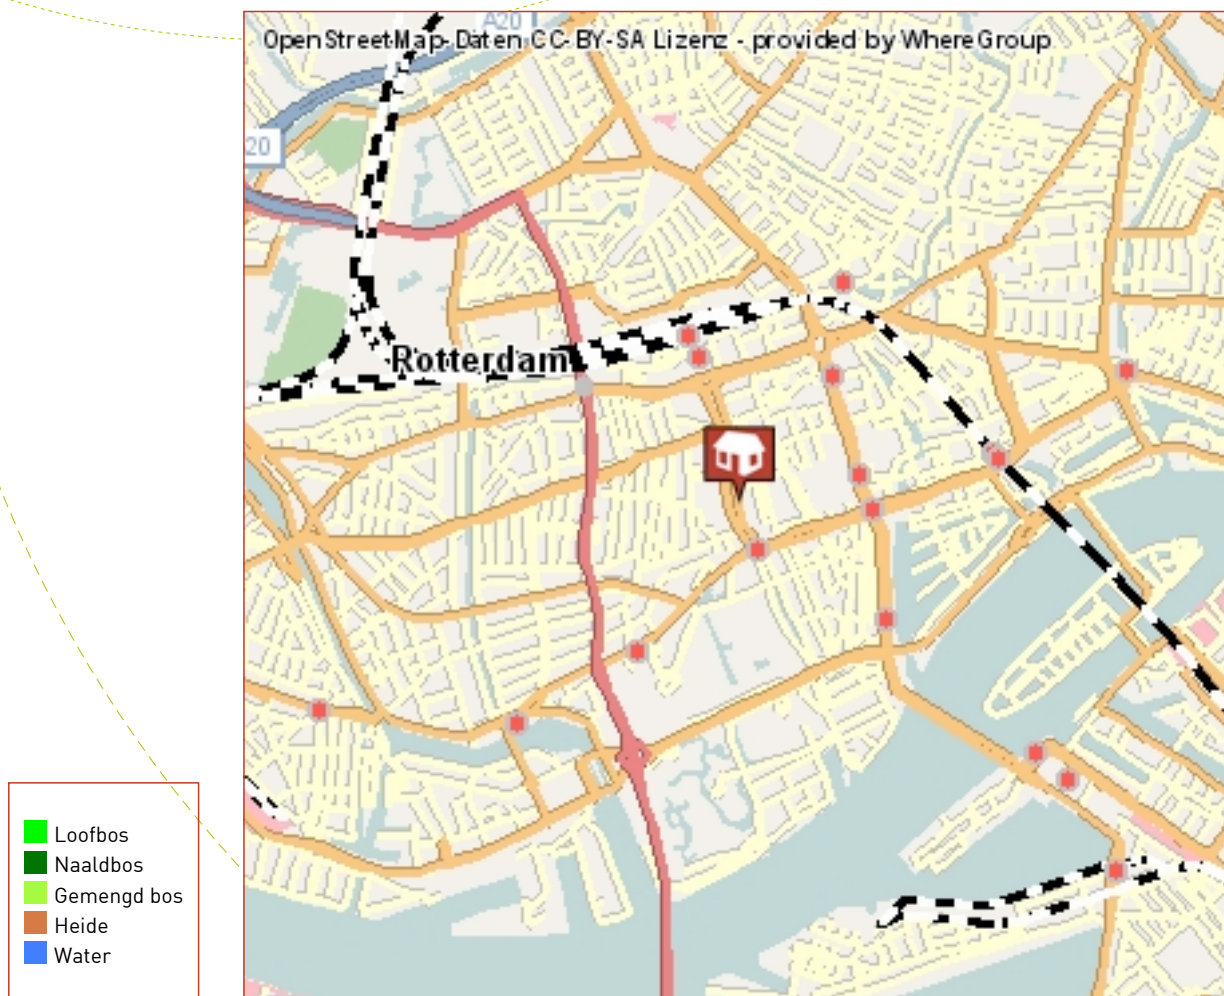 A20
OpenStreetMap-Daten CC-BY-SA Lizenz - provided by WhereGroup
20
Rotterdam
Loofbos
Naaldbos
Gemengd bos
Heide
Water